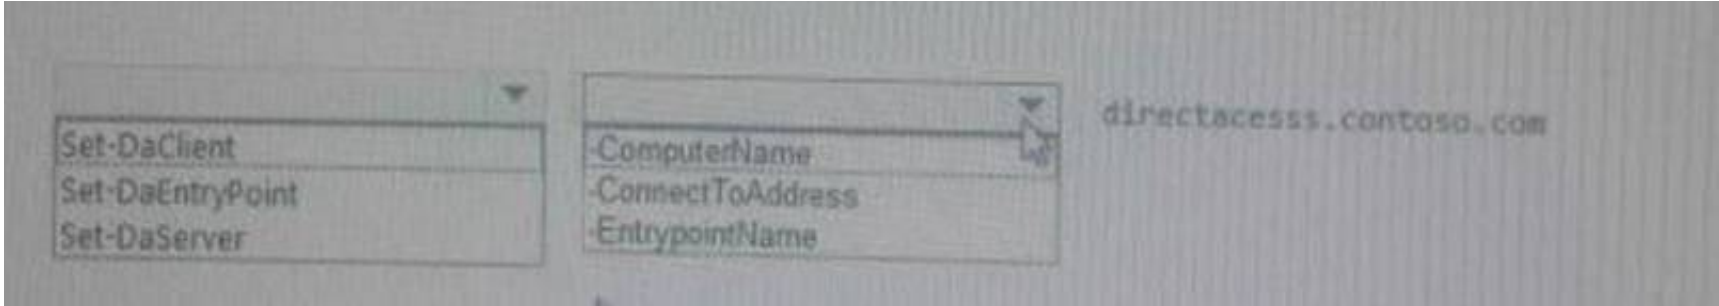 directacesss.contoso.com
Set-DaClient
-ComputerName
Set-DaEntryPoint
-ConnectToAddress
Set-DaServer
-EntrypointName